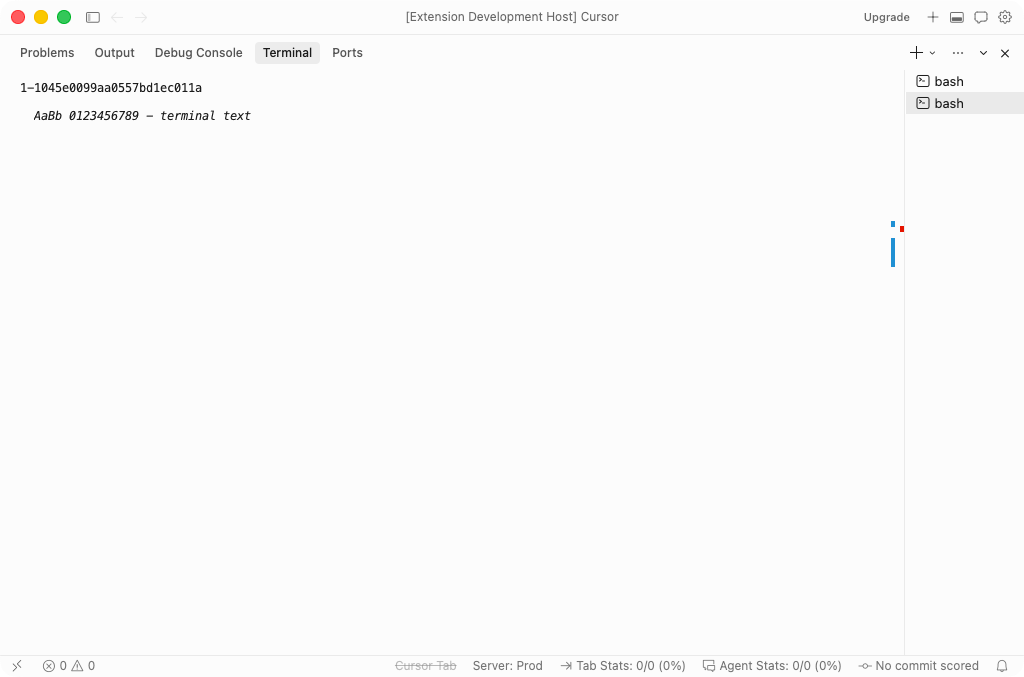 [Extension Development Host] Cursor
Upgrade
Problems Output Debug Console Terminal Ports
1-1045e0099aa0557bd1ec011a
AaBb 0123456789 — terminal text
bash
bash
0 0 Cursor Tab Server: Prod Tab Stats: 0/0 (0%) Agent Stats: 0/0 (0%) No commit scored